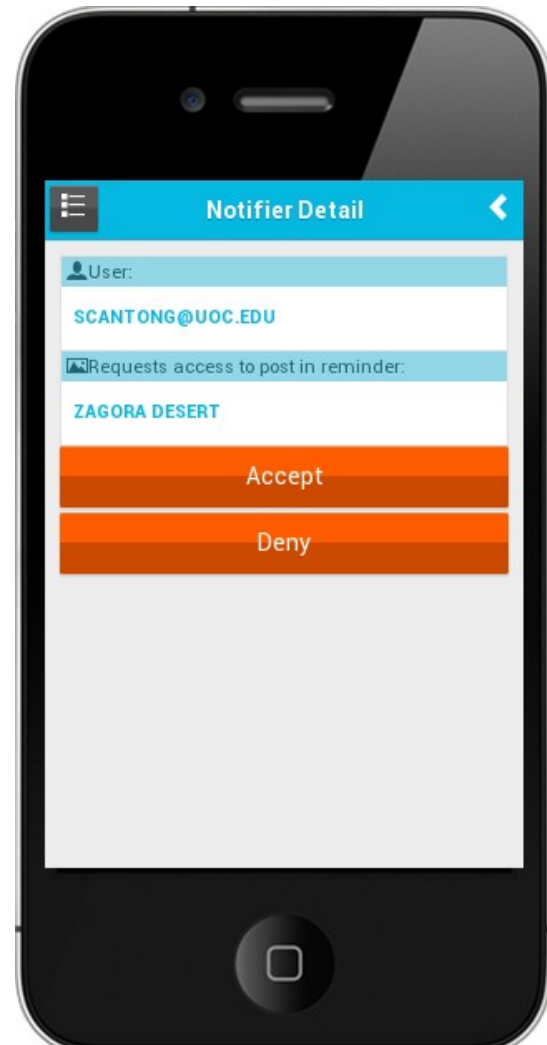 Notifier Detail
User:
SCANTONG@UOC.EDU
Requests access to post in reminder:
ZAGORA DESERT
Accept
Deny